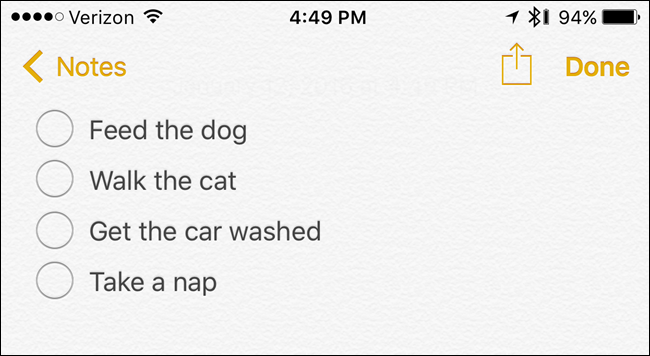 Verizon 4:49 PM 94%
Notes Done
Feed the dog
Walk the cat
Get the car washed
Take a nap